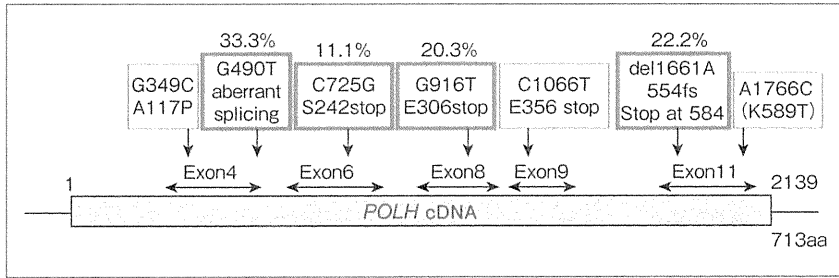 33.3%
11.1%
20.3%
22.2%
G349C
A117P
G490T
aberrant
splicing
C725G
S242stop
G916T
E306stop
C1066T
E356 stop
del1661A
554fs
Stop at 584
A1766C
(K589T)
Exon4
Exon6
Exon8
Exon9
Exon11
1
2139
POLH cDNA
713aa